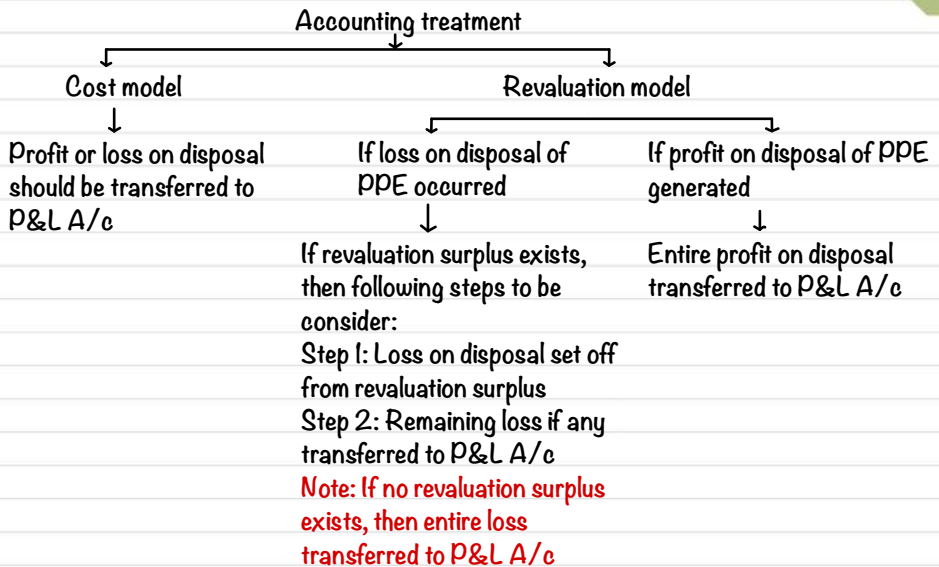 Accounting treatment
Cost model
Revaluation model
Profit or loss on disposal
should be transferred to
P&L A/c
If loss on disposal of
PPE occurred
If revaluation surplus exists,
then following steps to be
consider:
Step 1: Loss on disposal set off
from revaluation surplus
Step 2: Remaining loss if any
transferred to P&L A/c
Note: If no revaluation surplus
exists, then entire loss
transferred to P&L A/c
If profit on disposal of PPE
generated
Entire profit on disposal
transferred to P&L A/c